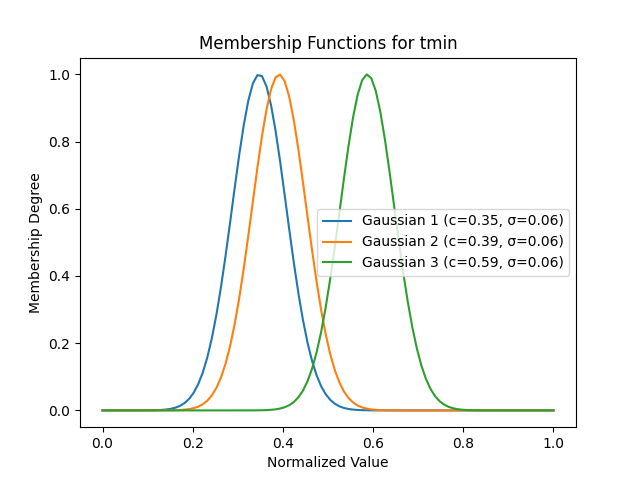 Membership Functions for tmin
Membership Degree
1.0
0.8
0.6
0.4
0.2
0.0
Gaussian 1 (c=0.35, σ=0.06)
Gaussian 2 (c=0.39, σ=0.06)
Gaussian 3 (c=0.59, σ=0.06)
0.0 0.2 0.4 0.6 0.8 1.0
Normalized Value